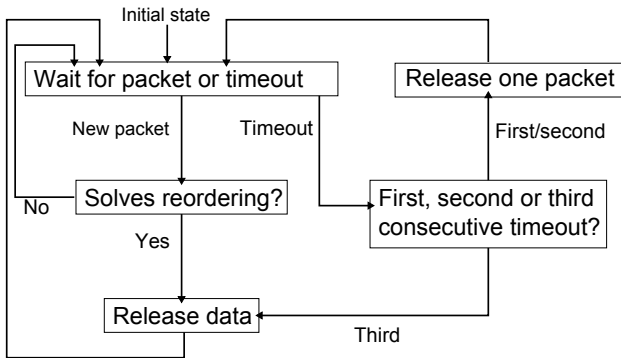 Initial state
Wait for packet or timeout
Release one packet
New packet
Timeout
First/second
Solves reordering?
First, second or third
consecutive timeout?
No
Yes
Release data
Third